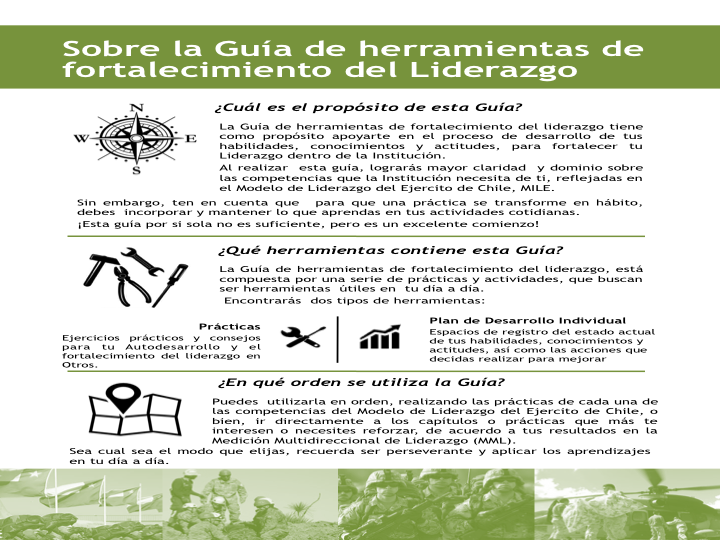 Sobre la Guía de herramientas de
fortalecimiento del Liderazgo
¿Cuál es el propósito de esta Guía?
N
W E
S
La Guía de herramientas de fortalecimiento del liderazgo tiene
como propósito apoyarte en el proceso de desarrollo de tus
habilidades, conocimientos y actitudes, para fortalecer tu
Liderazgo dentro de la Institución.
Al realizar esta guía, lograrás mayor claridad y dominio sobre
las competencias que la Institución necesita de ti, reflejadas en
el Modelo de Liderazgo del Ejercito de Chile, MILE.
Sin embargo, ten en cuenta que para que una práctica se transforme en hábito,
debes incorporar y mantener lo que aprendas en tus actividades cotidianas.
¡Esta guía por si sola no es suficiente, pero es un excelente comienzo!
¿Qué herramientas contiene esta Guía?
La Guía de herramientas de fortalecimiento del liderazgo, está
compuesta por una serie de prácticas y actividades, que buscan
ser herramientas útiles en tu día a día.
Encontrarás dos tipos de herramientas:
Prácticas
Ejercicios prácticos y consejos
para tu Autodesarrollo y el
fortalecimiento del liderazgo en
Otros.
Plan de Desarrollo Individual
Espacios de registro del estado actual
de tus habilidades, conocimientos y
actitudes, así como las acciones que
decidas realizar para mejorar
¿En qué orden se utiliza la Guía?
Puedes utilizarla en orden, realizando las prácticas de cada una de
las competencias del Modelo de Liderazgo del Ejercito de Chile, o
bien, ir directamente a los capítulos o prácticas que más te
interesen o necesites reforzar, de acuerdo a tus resultados en la
Medición Multidireccional de Liderazgo (MML).
Sea cual sea el modo que elijas, recuerda ser perseverante y aplicar los aprendizajes
en tu día a día.